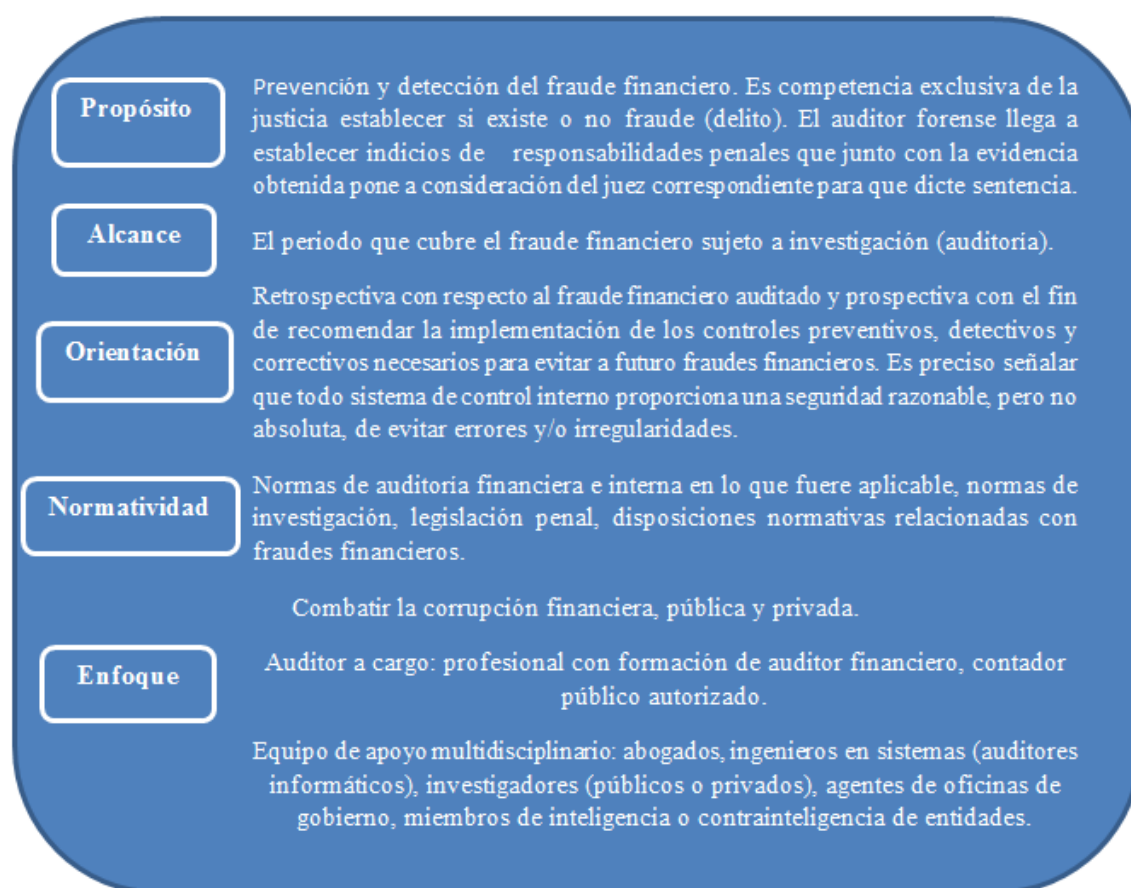 Propósito
Prevención y detección del fraude financiero. Es competencia exclusiva de la
justicia establecer si existe o no fraude (delito). El auditor forense llega a
establecer indicios de responsabilidades penales que junto con la evidencia
obtenida pone a consideración del juez correspondiente para que dicte sentencia.
Alcance
El periodo que cubre el fraude financiero sujeto a investigación (auditoría).
Orientación
Retrospectiva con respecto al fraude financiero auditado y prospectiva con el fin
de recomendar la implementación de los controles preventivos, detectivos y
correctivos necesarios para evitar a futuro fraudes financieros. Es preciso señalar
que todo sistema de control interno proporciona una seguridad razonable, pero no
absoluta, de evitar errores y/o irregularidades.
Normatividad
Normas de auditoría financiera e interna en lo que fuere aplicable, normas de
investigación, legislación penal, disposiciones normativas relacionadas con
fraudes financieros.
Enfoque
Combatir la corrupción financiera, pública y privada.
Auditor a cargo: profesional con formación de auditor financiero, contador
público autorizado.
Equipo de apoyo multidisciplinario: abogados, ingenieros en sistemas (auditores
informáticos), investigadores (públicos o privados), agentes de oficinas de
gobierno, miembros de inteligencia o contrainteligencia de entidades.